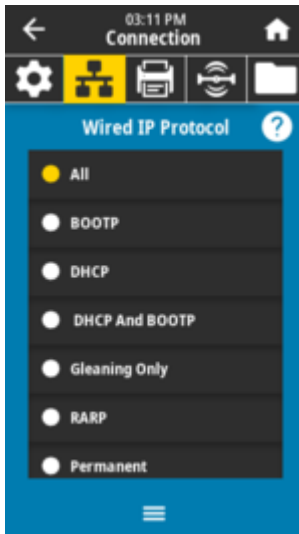 03:11 PM
Connection
Wired IP Protocol
?
All
BOOTP
DHCP
DHCP And BOOTP
Gleaning Only
RARP
Permanent